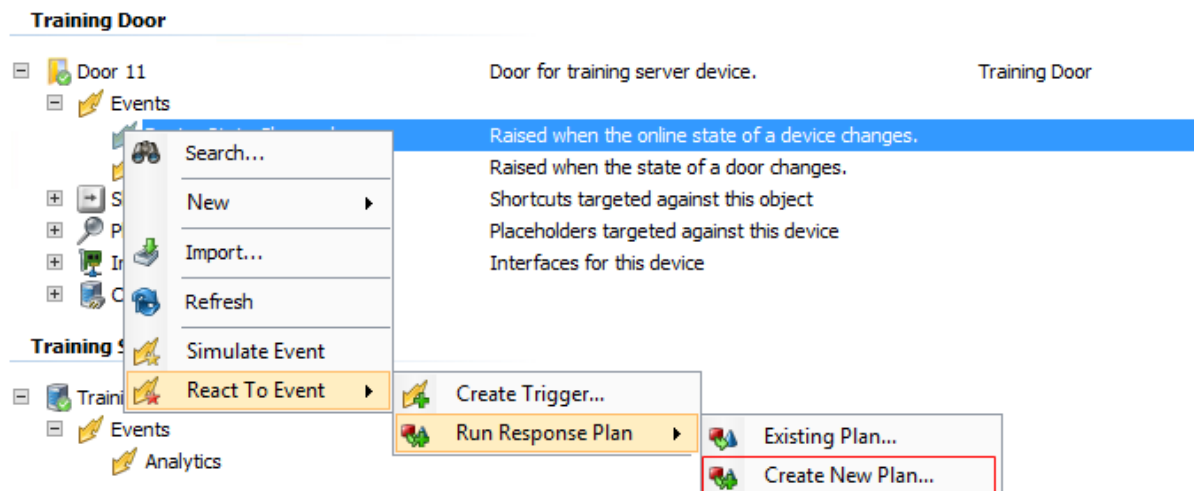 Training Door
Door 11 Door for training server device. Training Door
Events
Raised when the online state of a device changes.
Search...
Raised when the state of a door changes.
New
Shortcuts targeted against this object
Placeholders targeted against this device
Import...
Interfaces for this device
Refresh
Training
Simulate Event
React To Event
Create Trigger...
Events
Run Response Plan
Existing Plan...
Analytics
Create New Plan...